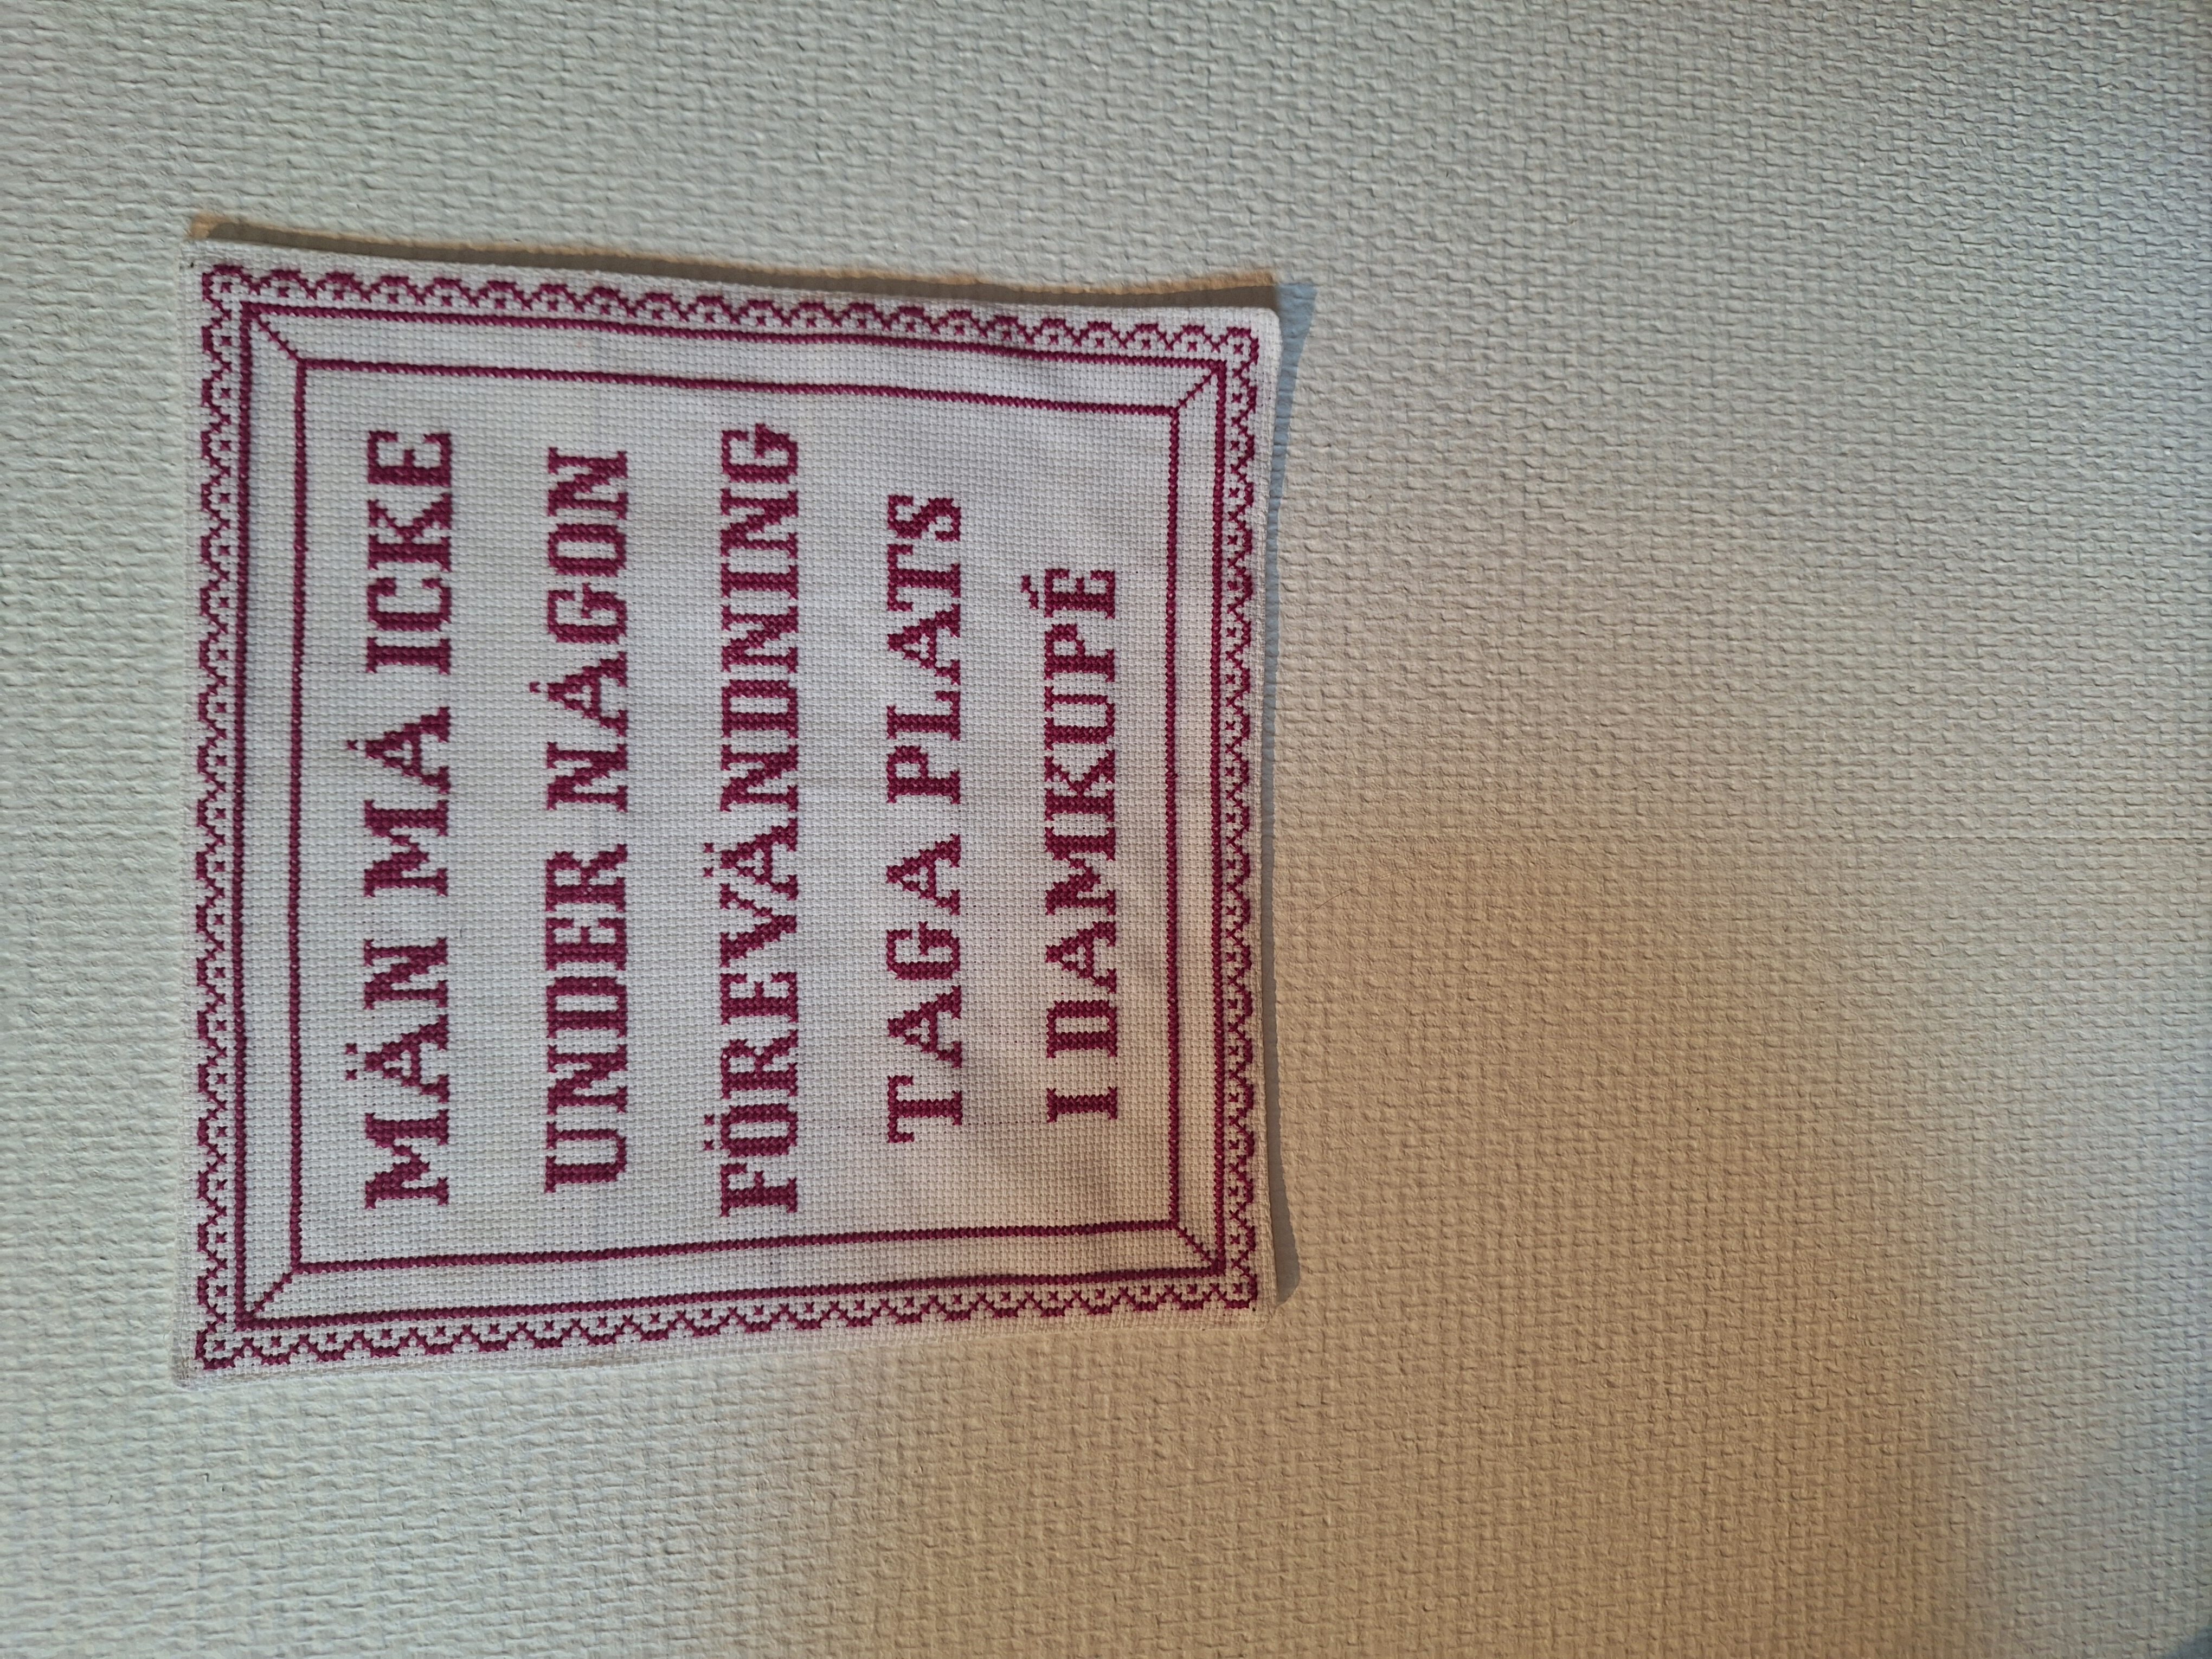 MÄN MÅ ICKE
UNDER NÅGON
FÖREVÄNDNING
TAGA PLATS
I DAMKUPÉ